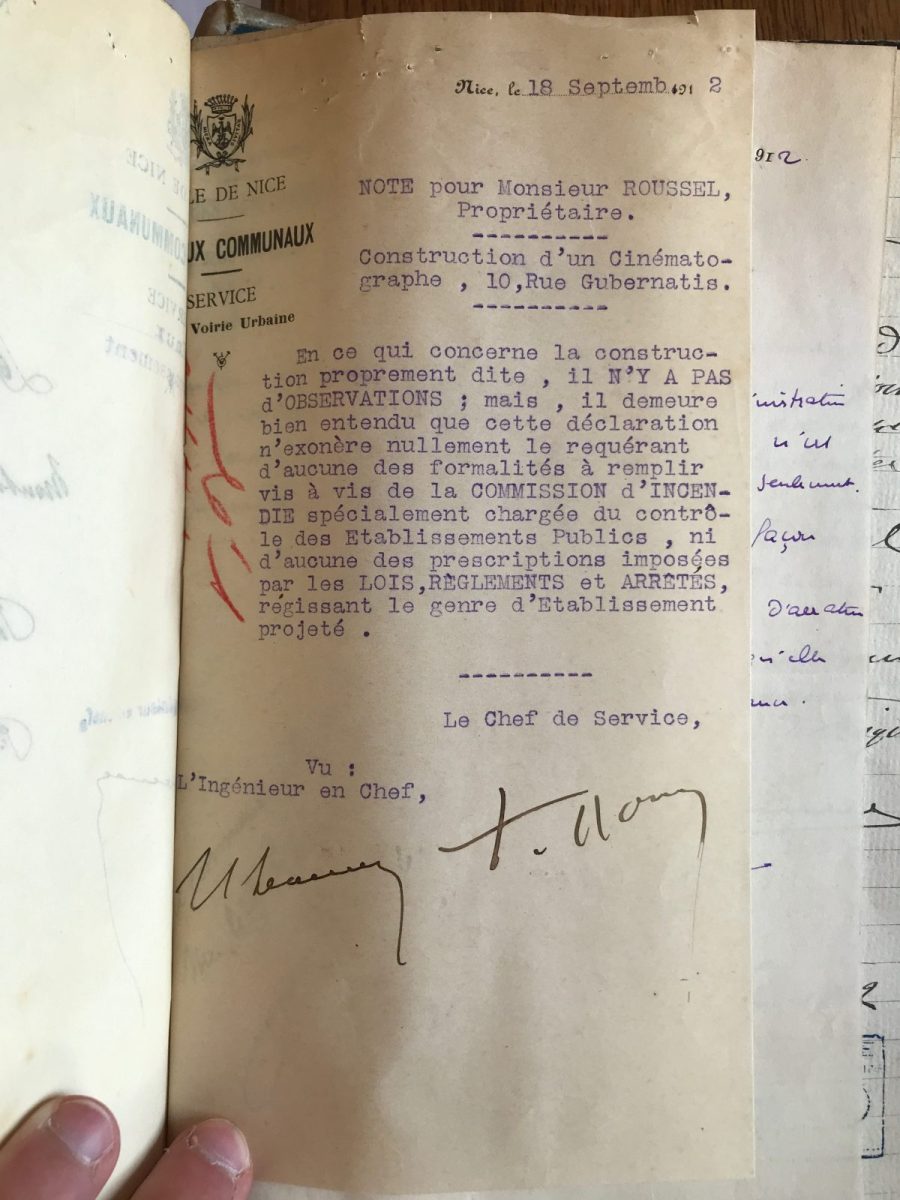 Nice, le 18 Septemb 1912
LE DE NICE
UX COMMUNAUX
SERVICE
Voirie Urbaine
NOTE pour Monsieur ROUSSEL,
Propriétaire.
----------
Construction d'un Cinémato-
graphe , 10,Rue Gubernatis.
----------
En ce qui concerne la construc-
tion proprement dite , il N'Y A PAS
d'OBSERVATIONS ; mais , il demeure
bien entendu que cette déclaration
n'exonère nullement le requérant
d'aucune des formalités à remplir
vis à vis de la COMMISSION d'INCEN-
DIE spécialement chargée du contrô-
le des Etablissements Publics , ni
d'aucune des prescriptions imposées
par les LOIS,RÈGLEMENTS et ARRÊTÉS,
régissant le genre d'Etablissement
projeté .
----------
Le Chef de Service,
Vu :
L'Ingénieur en Chef,
912
n'est
seulement.
façon